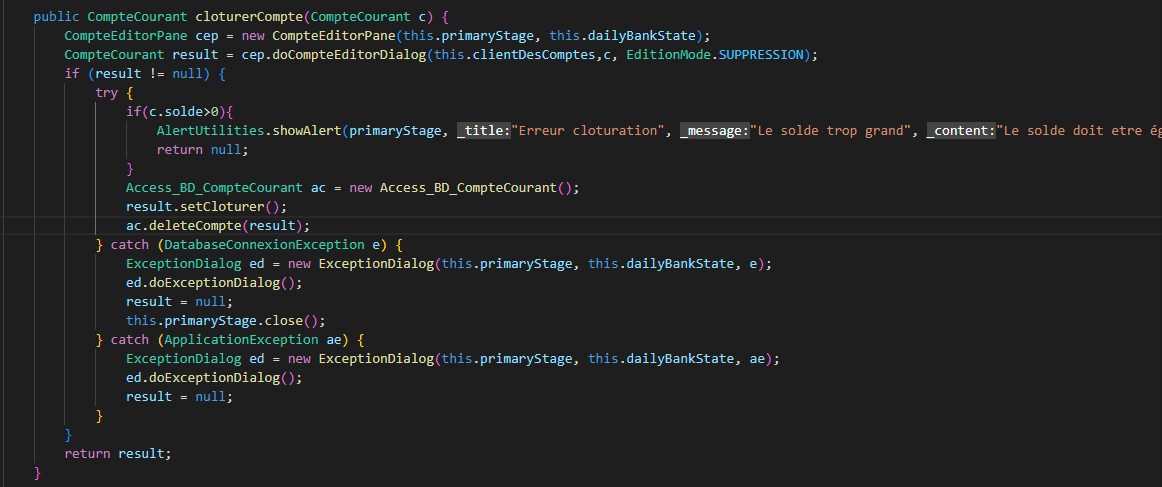 public CompteCourant cloturerCompte(CompteCourant c) {
CompteEditorPane cep = new CompteEditorPane(this.primaryStage, this.dailyBankState);
CompteCourant result = cep.doCompteEditorDialog(this.clientDesComptes,c, EditionMode.SUPPRESSION);
if (result != null) {
try {
if(c.solde>0){
AlertUtilities.showAlert(primaryStage, _title:"Erreur cloturation", _message:"Le solde trop grand", _content:"Le solde doit etre ég
return null;
}
Access_BD_CompteCourant ac = new Access_BD_CompteCourant();
result.setCloturer();
ac.deleteCompte(result);
} catch (DatabaseConnexionException e) {
ExceptionDialog ed = new ExceptionDialog(this.primaryStage, this.dailyBankState, e);
ed.doExceptionDialog();
result = null;
this.primaryStage.close();
} catch (ApplicationException ae) {
ExceptionDialog ed = new ExceptionDialog(this.primaryStage, this.dailyBankState, ae);
ed.doExceptionDialog();
result = null;
}
}
return result;
}